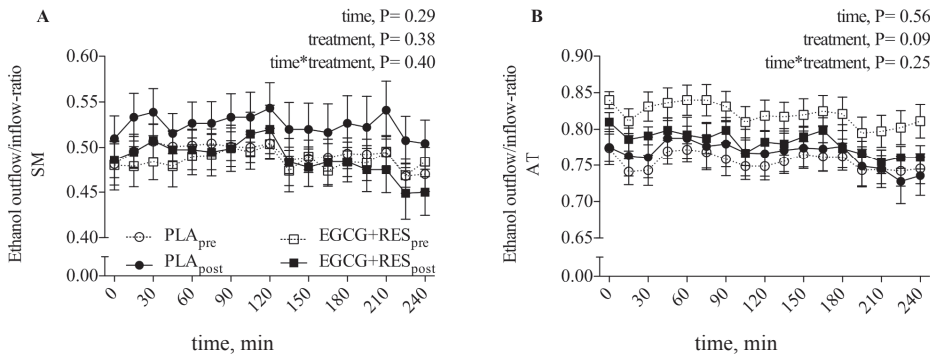 A
time, P= 0.29
treatment, P= 0.38
time*treatment, P= 0.40
Ethanol outflow/inflow-ratio
SM
0.60
0.55
0.50
0.45
0.40
0.00
PLApre
PLApost
EGCG+RESpre
EGCG+RESpost
0 30 60 90 120 150 180 210 240
time, min
B
time, P= 0.56
treatment, P= 0.09
time*treatment, P= 0.25
Ethanol outflow/inflow-ratio
AT
0.90
0.85
0.80
0.75
0.70
0.65
0.00
0 30 60 90 120 150 180 210 240
time, min